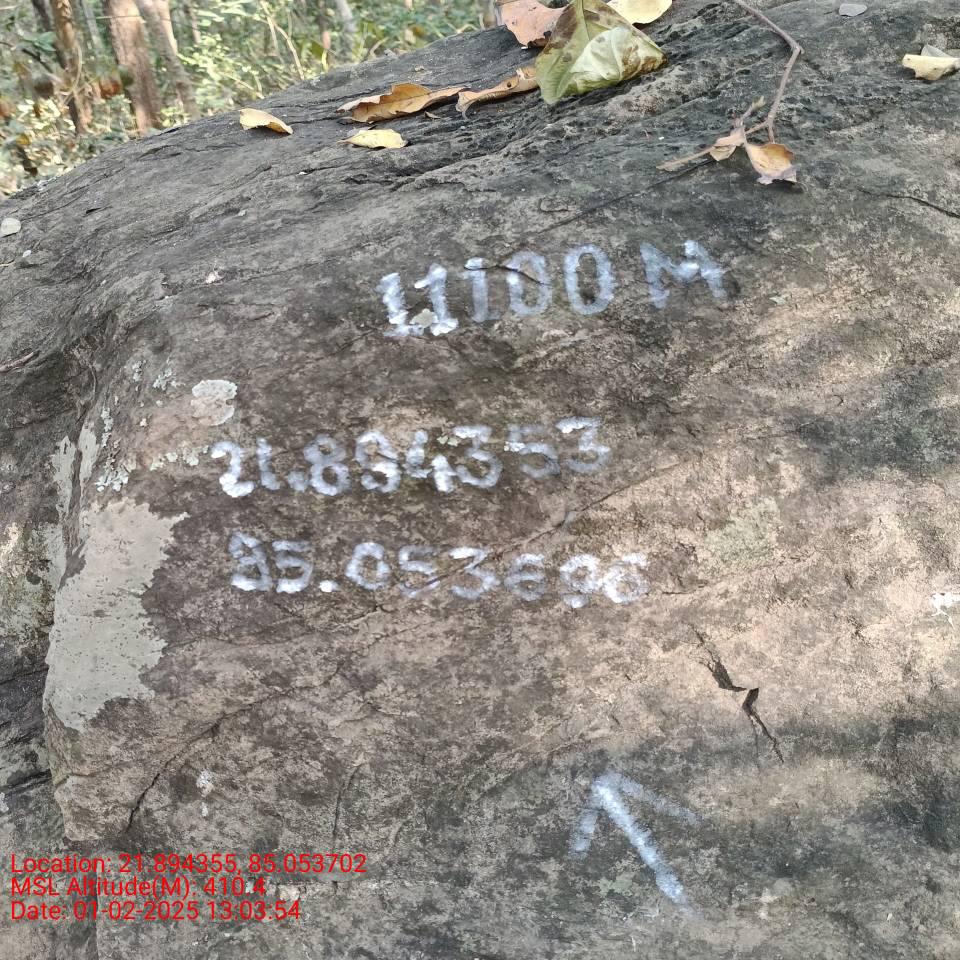 11100 M
21.894353
85.053696
Location: 21.894355, 85.053702
MSL Altitude(M): 410.4
Date: 01-02-2025 13:03:54